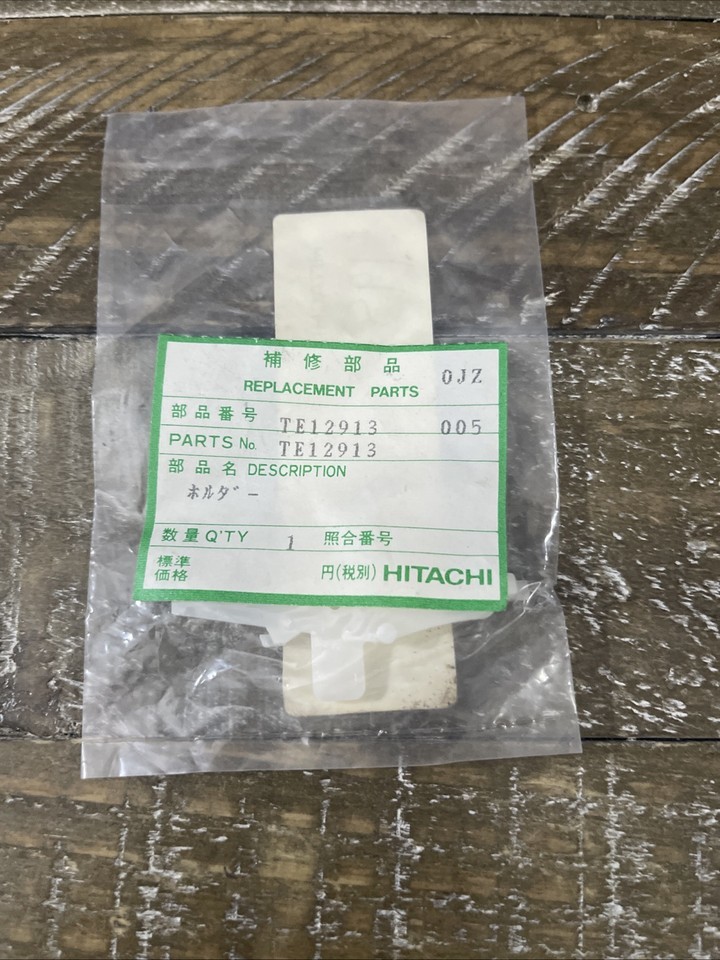 補修部品 0JZ
REPLACEMENT PARTS
部品番号 TE12913 005
PARTS No. TE12913
部品名 DESCRIPTION
ホルダー
数量 Q'TY 1 照合番号
標準
価格 円(税別) HITACHI